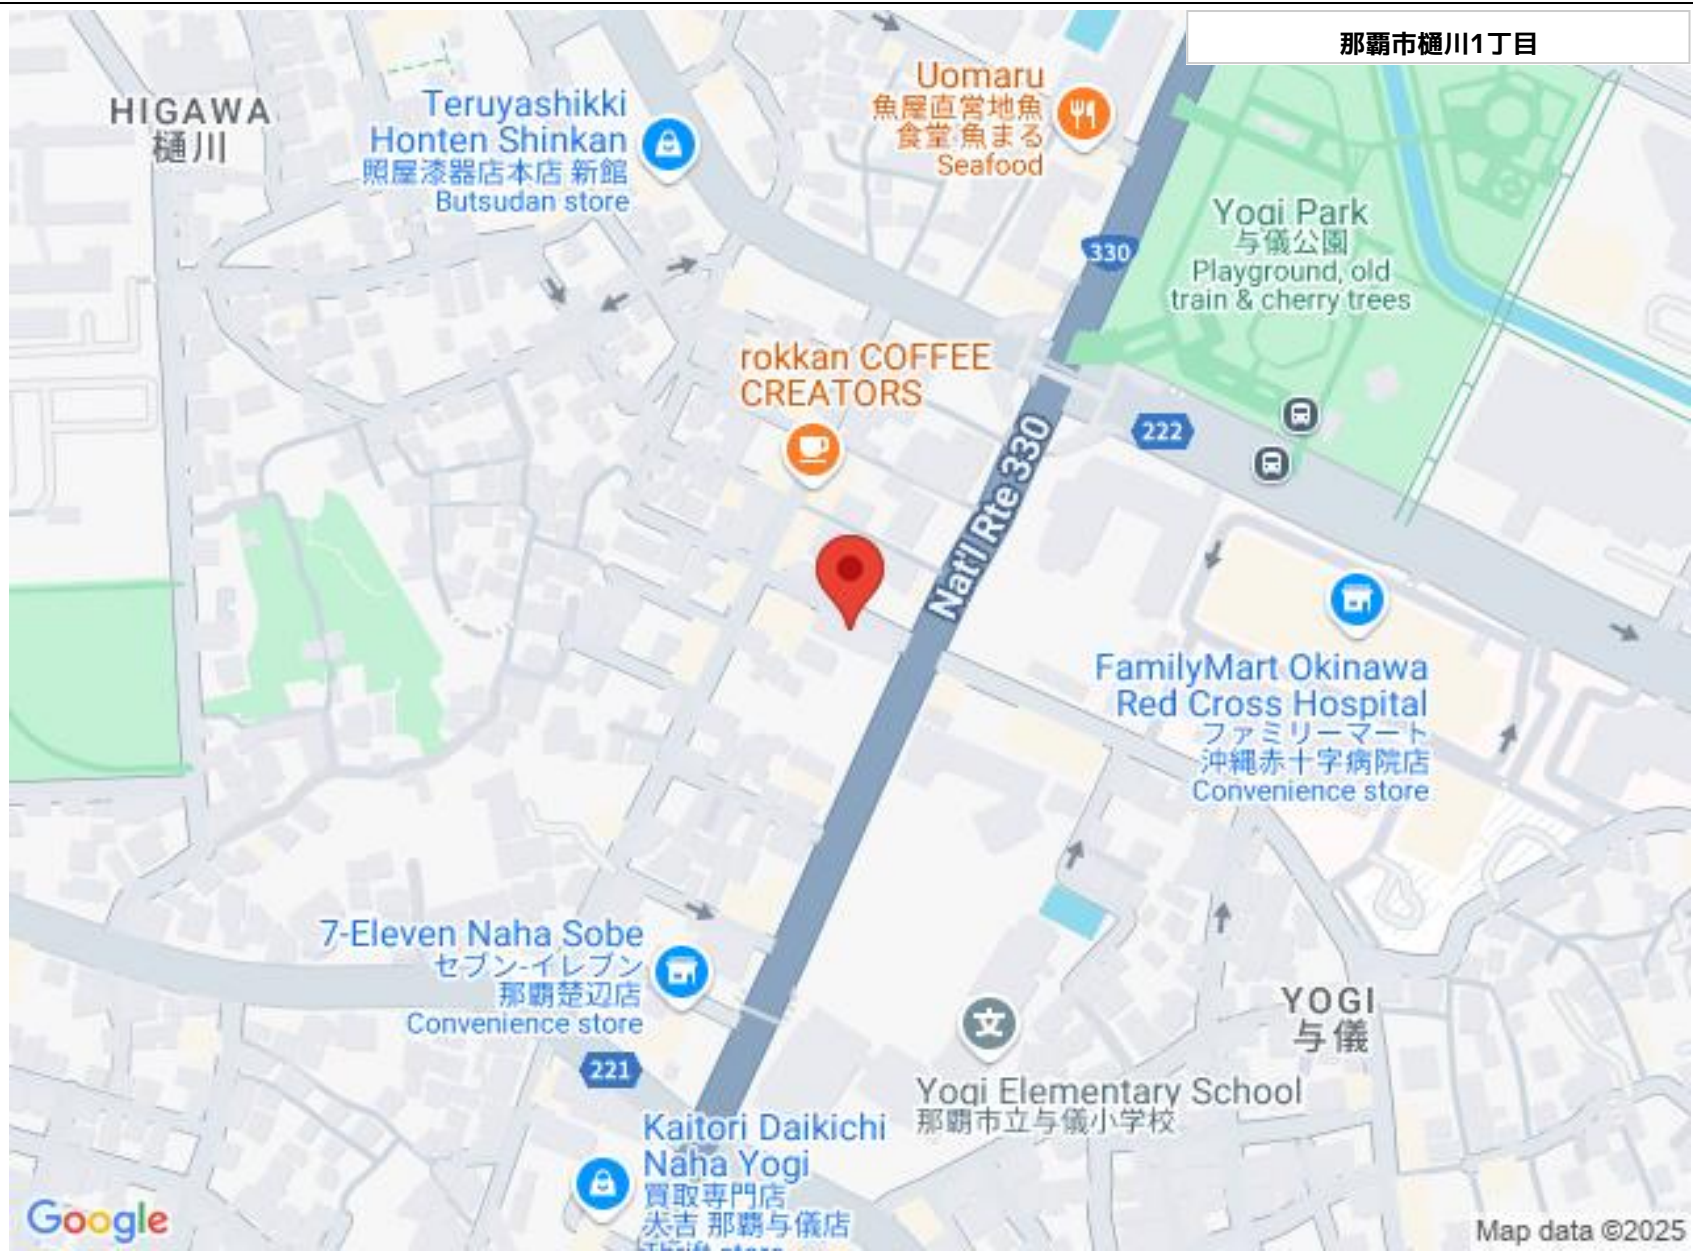 那覇市樋川1丁目
HIGAWA
樋川
Teruyashikki
Honten Shinkan
照屋漆器店本店 新館
Butsudan store
Uomaru
魚屋直営地魚
食堂 魚まる
Seafood
330
Yogi Park
与儀公園
Playground, old
train & cherry trees
rokkan COFFEE
CREATORS
222
Nat'l Rte 330
FamilyMart Okinawa
Red Cross Hospital
ファミリーマート
沖縄赤十字病院店
Convenience store
7-Eleven Naha Sobe
セブン-イレブン
那覇楚辺店
Convenience store
221
文
Yogi Elementary School
那覇市立与儀小学校
YOGI
与儀
Kaitori Daikichi
Naha Yogi
買取専門店
大吉 那覇与儀店
Thrift store
Google
Map data ©2025